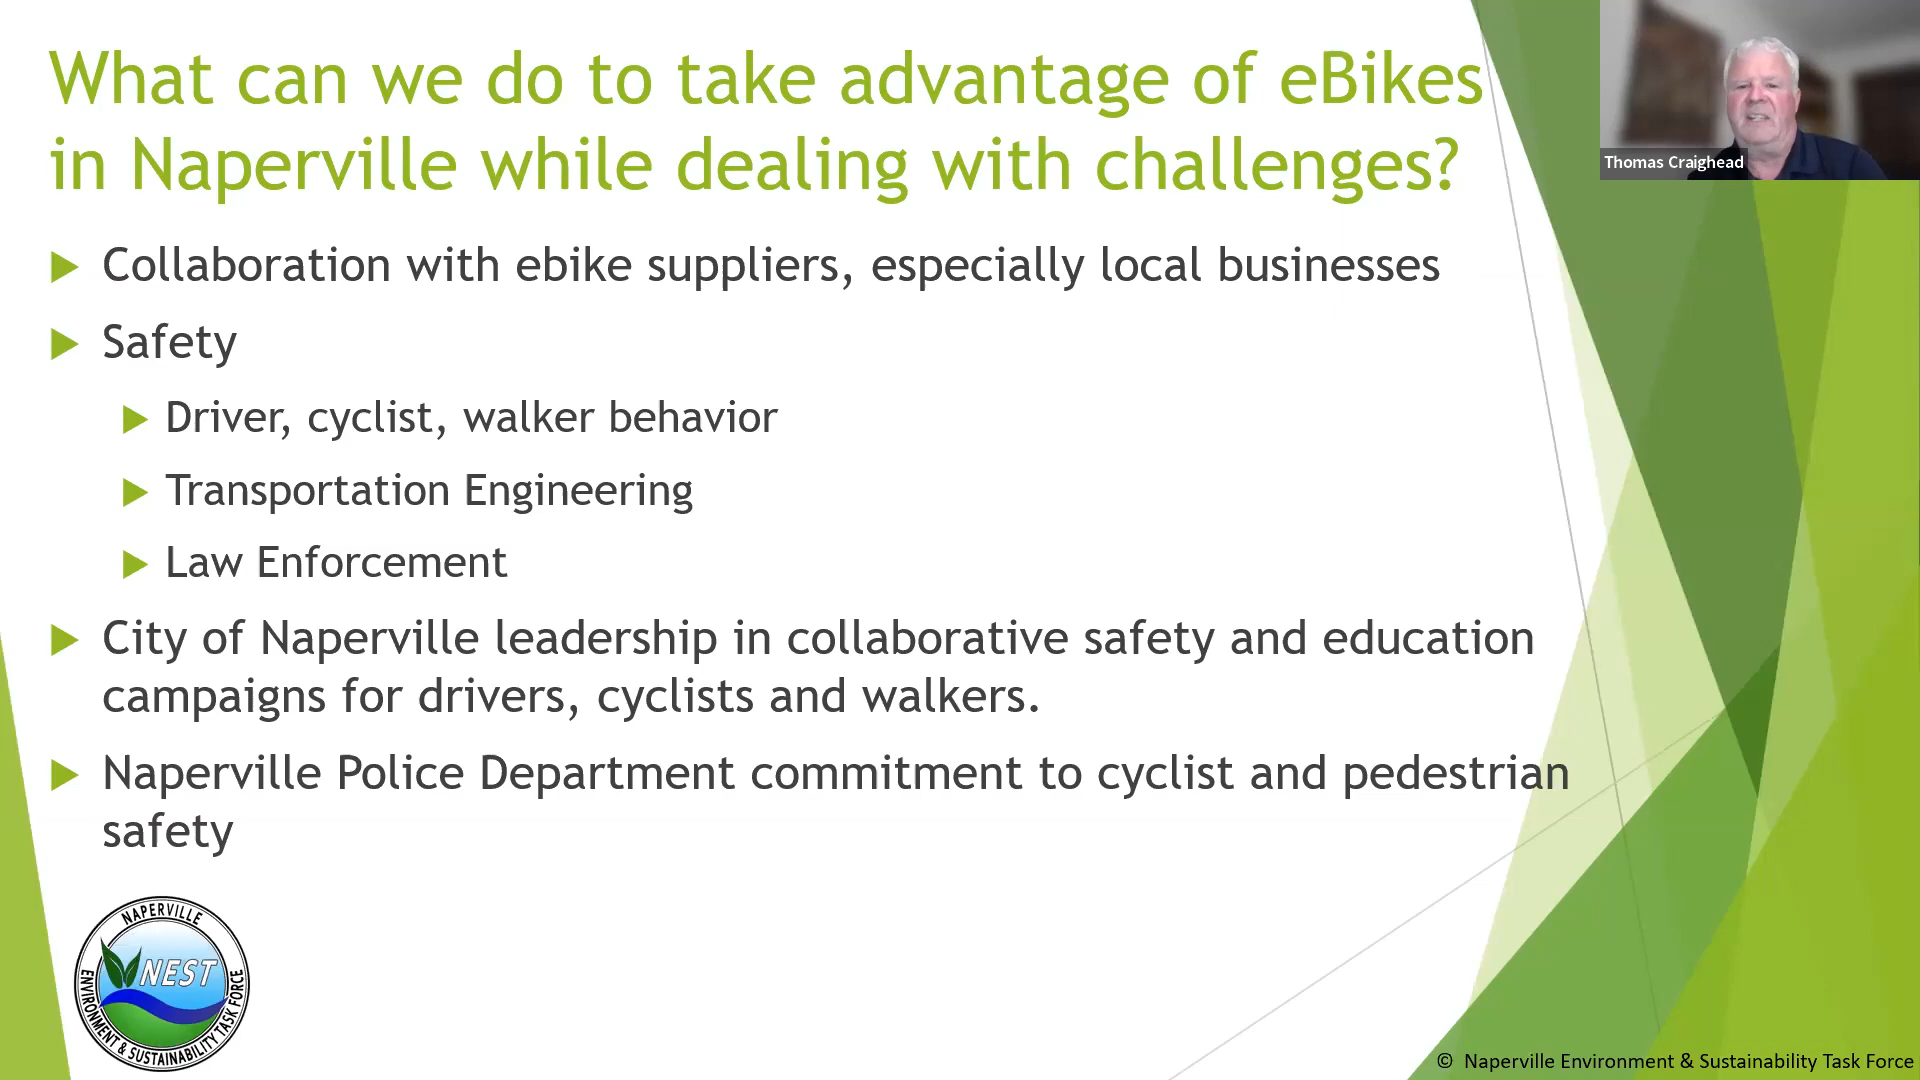 What can we do to take advantage of eBikes
in Naperville while dealing with challenges?
Thomas Craighead
Collaboration with ebike suppliers, especially local businesses
Safety
Driver, cyclist, walker behavior
Transportation Engineering
Law Enforcement
City of Naperville leadership in collaborative safety and education
campaigns for drivers, cyclists and walkers.
Naperville Police Department commitment to cyclist and pedestrian
safety
NAPERVILLE
NEST
ENVIRONMENT & SUSTAINABILITY TASK FORCE
© Naperville Environment & Sustainability Task Force